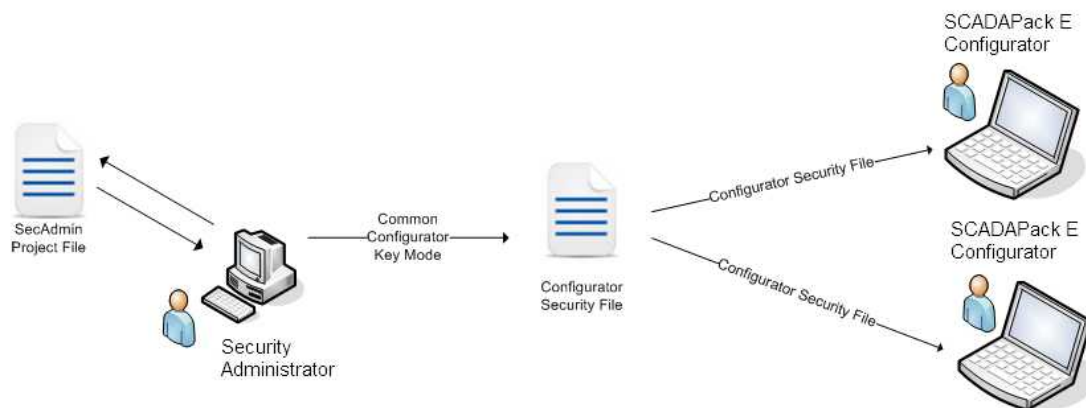 SCADAPack E
Configurator
SecAdmin
Project File
Common
Configurator
Key Mode
Security
Administrator
Configurator
Security File
Configurator Security File
Configurator Security File
SCADAPack E
Configurator